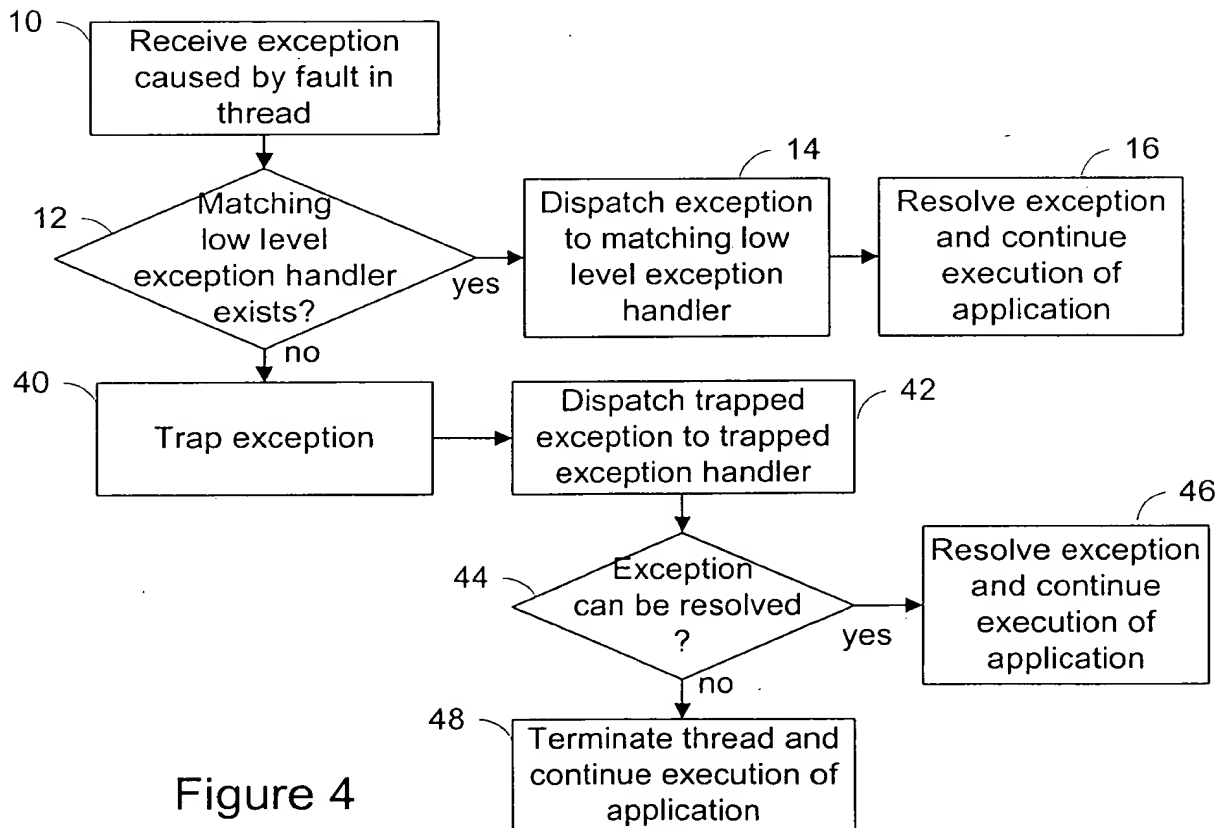 10
Receive exception
caused by fault in
thread
12
Matching
low level
exception handler
exists?
yes
no
14
Dispatch exception
to matching low
level exception
handler
16
Resolve exception
and continue
execution of
application
40
Trap exception
42
Dispatch trapped
exception to trapped
exception handler
44
Exception
can be resolved
?
yes
no
46
Resolve exception
and continue
execution of
application
48
Terminate thread and
continue execution of
application
Figure 4